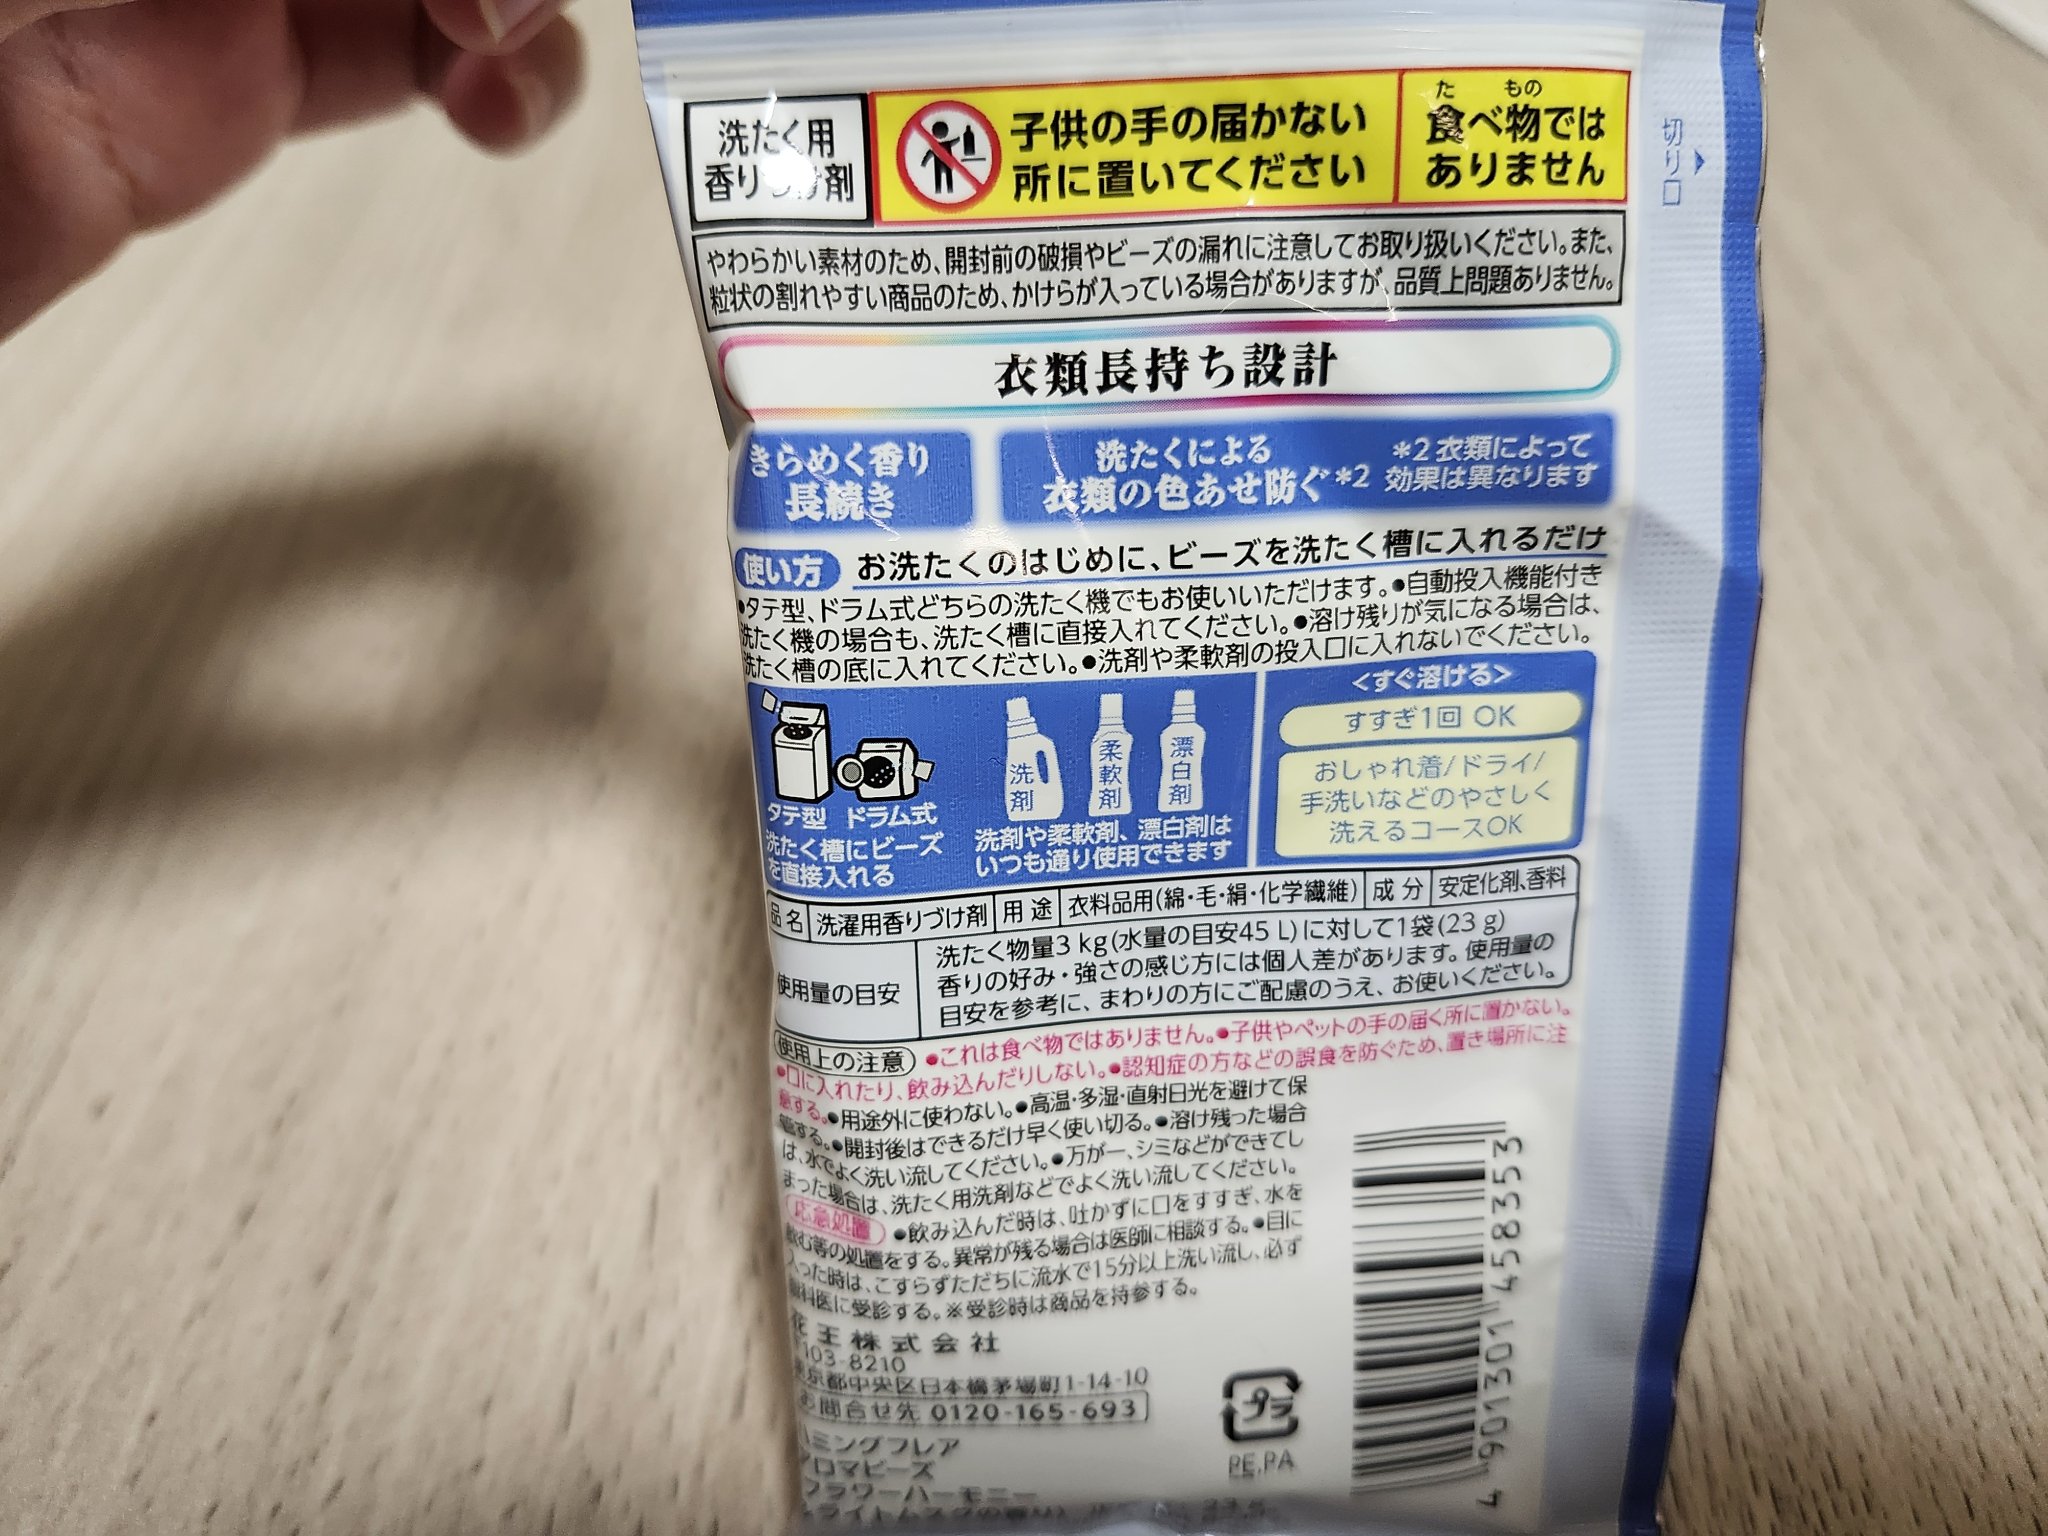 洗たく用
香りづけ剤
子供の手の届かない
所に置いてください
た もの
食べ物では
ありません
切り口
やわらかい素材のため、開封前の破損やビーズの漏れに注意してお取り扱いください。また、
粒状の割れやすい商品のため、かけらが入っている場合がありますが、品質上問題ありません。
衣類長持ち設計
きらめく香り
長続き
洗たくによる
衣類の色あせ防ぐ*2
*2 衣類によって
効果は異なります
使い方 お洗たくのはじめに、ビーズを洗たく槽に入れるだけ
●タテ型、ドラム式どちらの洗たく機でもお使いいただけます。●自動投入機能付き
洗たく機の場合も、洗たく槽に直接入れてください。●溶け残りが気になる場合は、
洗たく槽の底に入れてください。●洗剤や柔軟剤の投入口に入れないでください。
タテ型 ドラム式
洗たく槽にビーズ
を直接入れる
洗剤
柔軟剤
漂白剤
洗剤や柔軟剤、漂白剤は
いつも通り使用できます
<すぐ溶ける>
すすぎ1回 OK
おしゃれ着/ドライ/
手洗いなどのやさしく
洗えるコースOK
品名 洗濯用香りづけ剤 用途 衣料品用(綿・毛・絹・化学繊維) 成分 安定化剤、香料
使用量の目安
洗たく物量3 kg(水量の目安45 L)に対して1袋(23 g)
香りの好み・強さの感じ方には個人差があります。使用量の
目安を参考に、まわりの方にご配慮のうえ、お使いください。
使用上の注意 ●これは食べ物ではありません。●子供やペットの手の届く所に置かない。
●口に入れたり、飲み込んだりしない。●認知症の方などの誤食を防ぐため、置き場所に注
意する。●用途外に使わない。●高温・多湿・直射日光を避けて保
管する。●開封後はできるだけ早く使い切る。●溶け残った場合
は、水でよく洗い流してください。●万が一、シミなどができてし
まった場合は、洗たく用洗剤などでよく洗い流してください。
応急処置 ●飲み込んだ時は、吐かずに口をすすぎ、水を
飲む等の処置をする。異常が残る場合は医師に相談する。●目に
入った時は、こすらずただちに流水で15分以上洗い流し、必ず
眼科医に受診する。※受診時は商品を持参する。
花王株式会社
103-8210
東京都中央区日本橋茅場町1-14-10
お問合せ先 0120-165-693
ハミングフレア
アロマビーズ
フラワーハーモニー
プラ
PE,PA
4 901301 458353